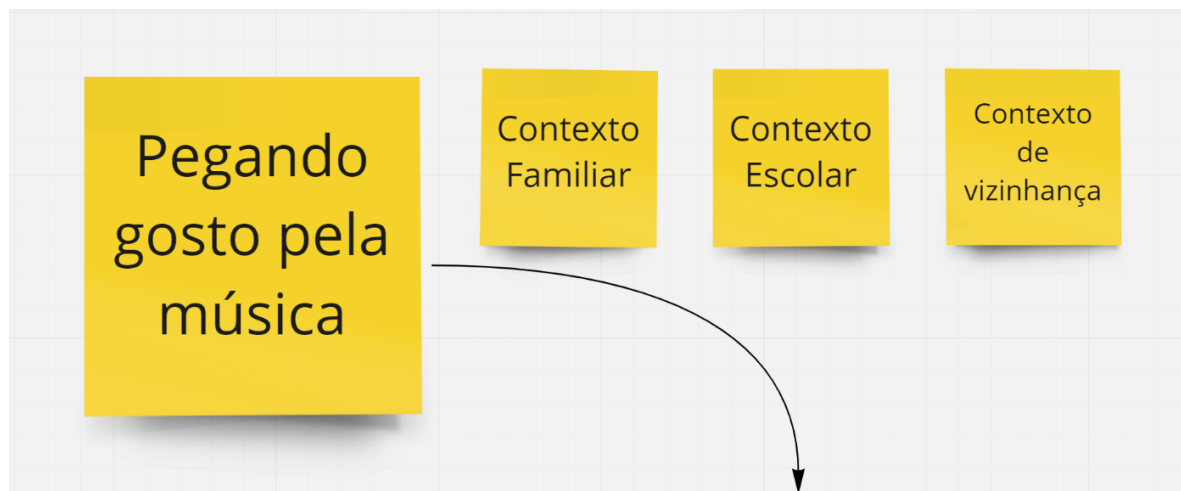 Pegando
gosto pela
música
Contexto
Familiar
Contexto
Escolar
Contexto
de
vizinhança